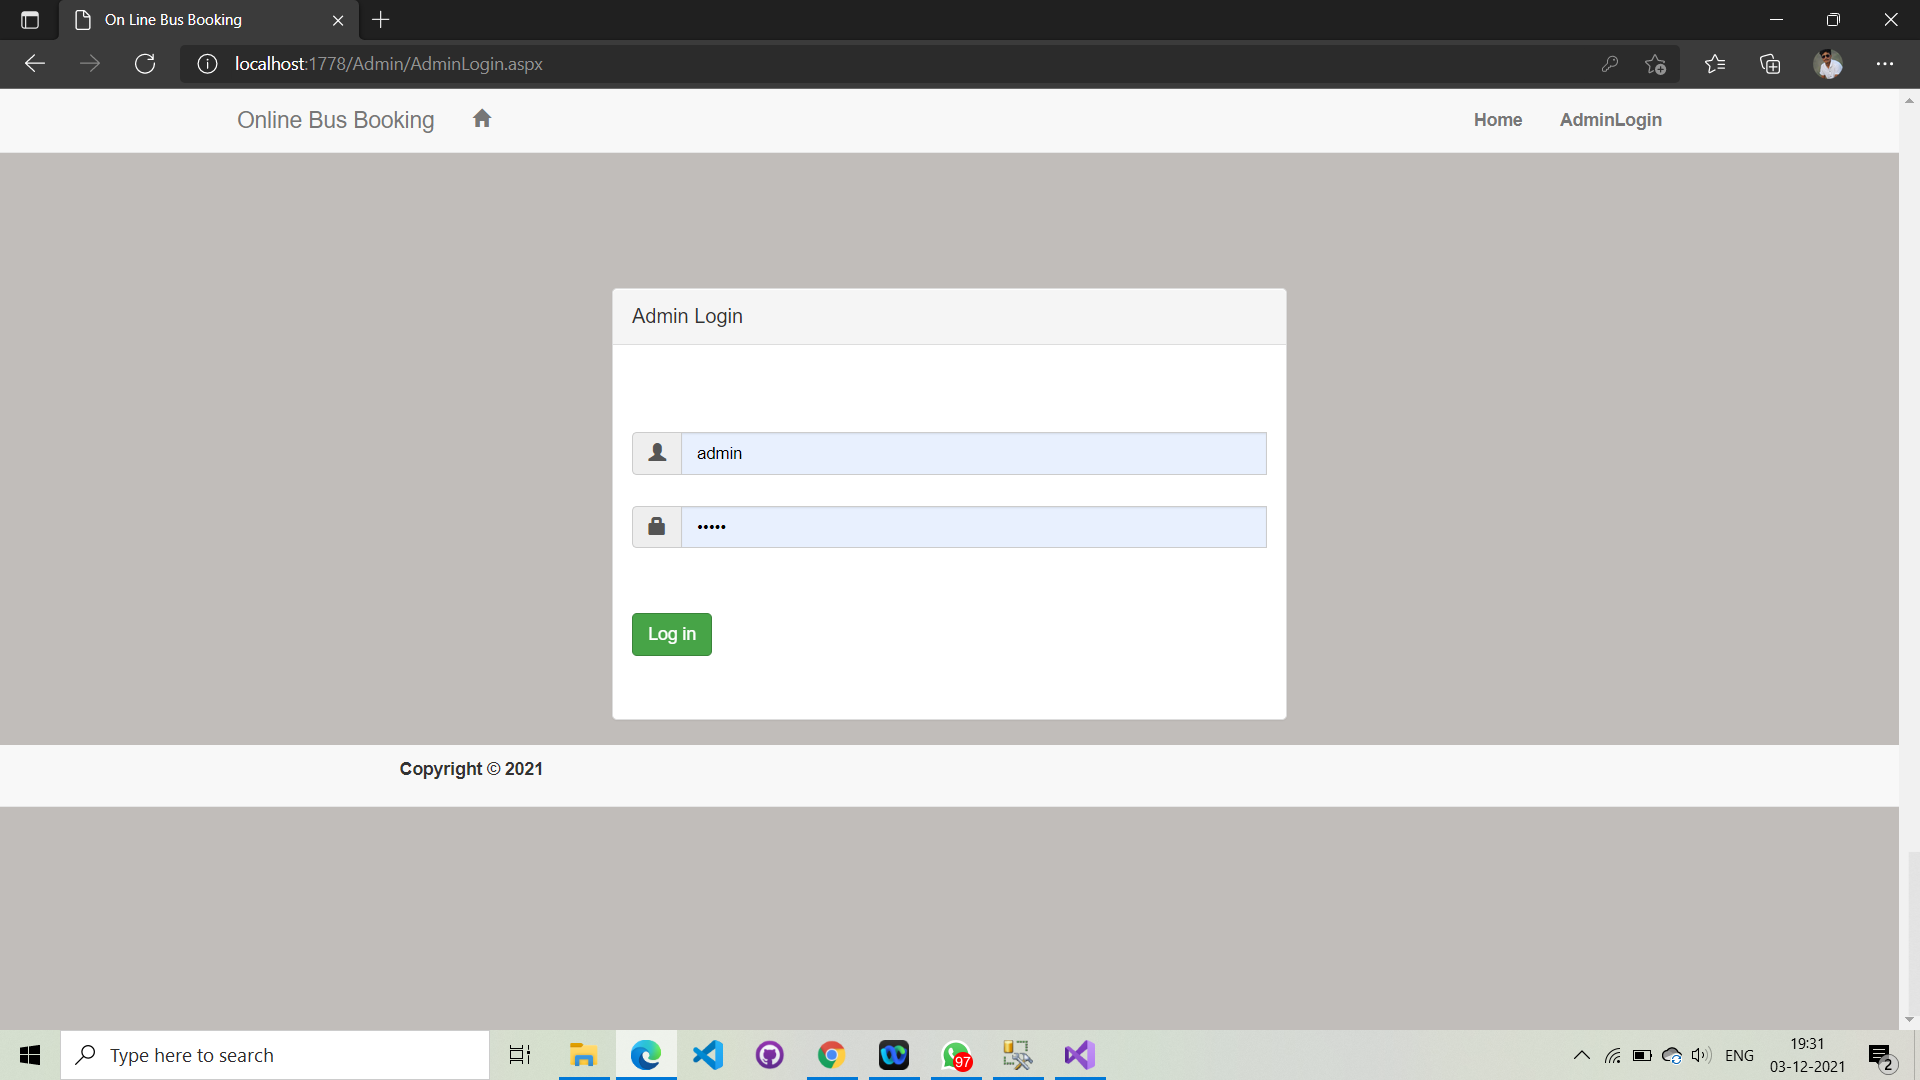 On Line Bus Booking
localhost:1778/Admin/AdminLogin.aspx
Online Bus Booking
Home
AdminLogin
Admin Login
admin
•••••
Log in
Copyright © 2021
Type here to search
97
ENG
19:31
03-12-2021
2